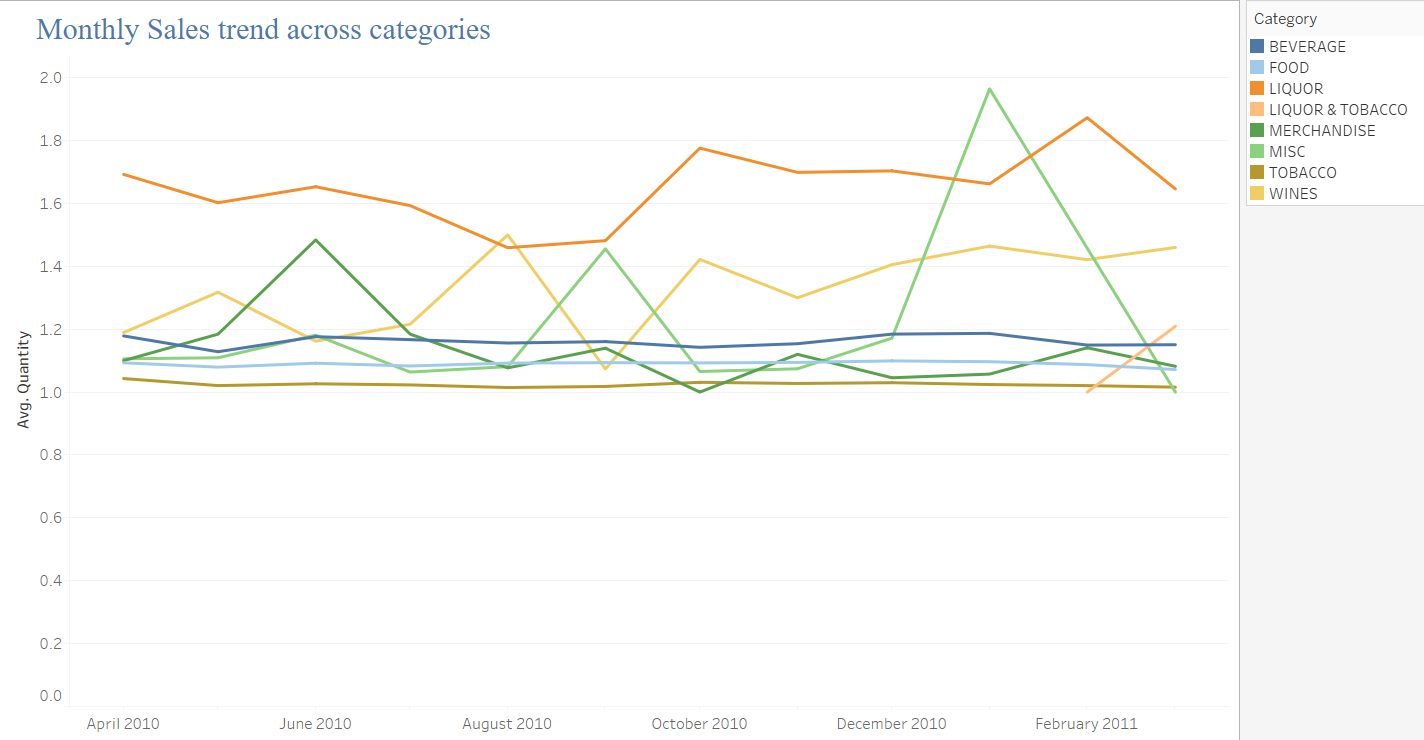 Monthly Sales trend across categories
Category
BEVERAGE
FOOD
LIQUOR
LIQUOR & TOBACCO
MERCHANDISE
MISC
TOBACCO
WINES
Avg. Quantity
2.0
1.8
1.6
1.4
1.2
1.0
0.8
0.6
0.4
0.2
0.0
April 2010 June 2010 August 2010 October 2010 December 2010 February 2011